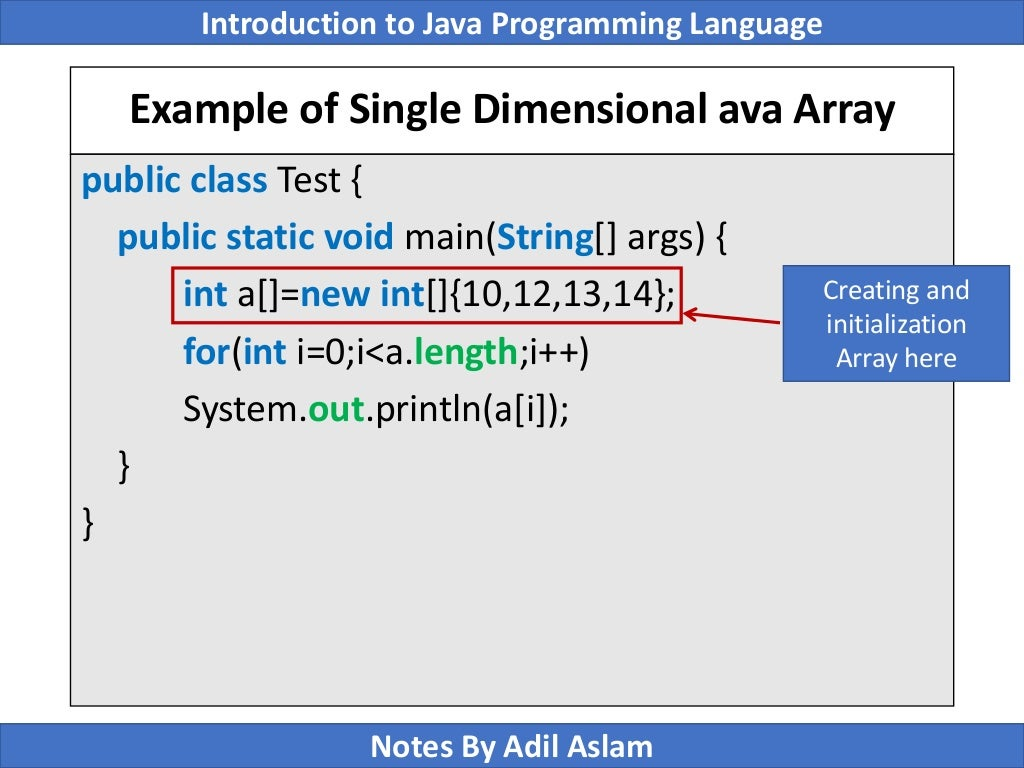 Introduction to Java Programming Language
Example of Single Dimensional ava Array
public class Test {
public static void main(String[] args) {
int a[]=new int[]{10,12,13,14};
for(int i=0;i<a.length;i++)
System.out.println(a[i]);
}
}
Creating and
initialization
Array here
Notes By Adil Aslam